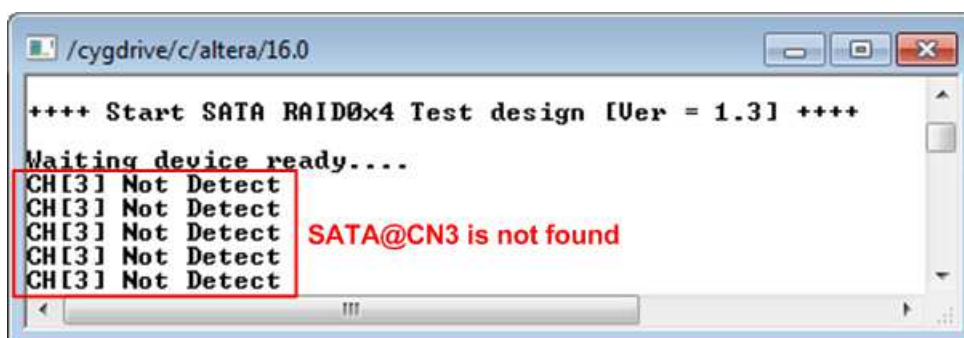 /cygdrive/c/altera/16.0
++++ Start SATA RAID0x4 Test design [Ver = 1.3] ++++
Waiting device ready....
CH[3] Not Detect
CH[3] Not Detect
CH[3] Not Detect SATA@CN3 is not found
CH[3] Not Detect
CH[3] Not Detect